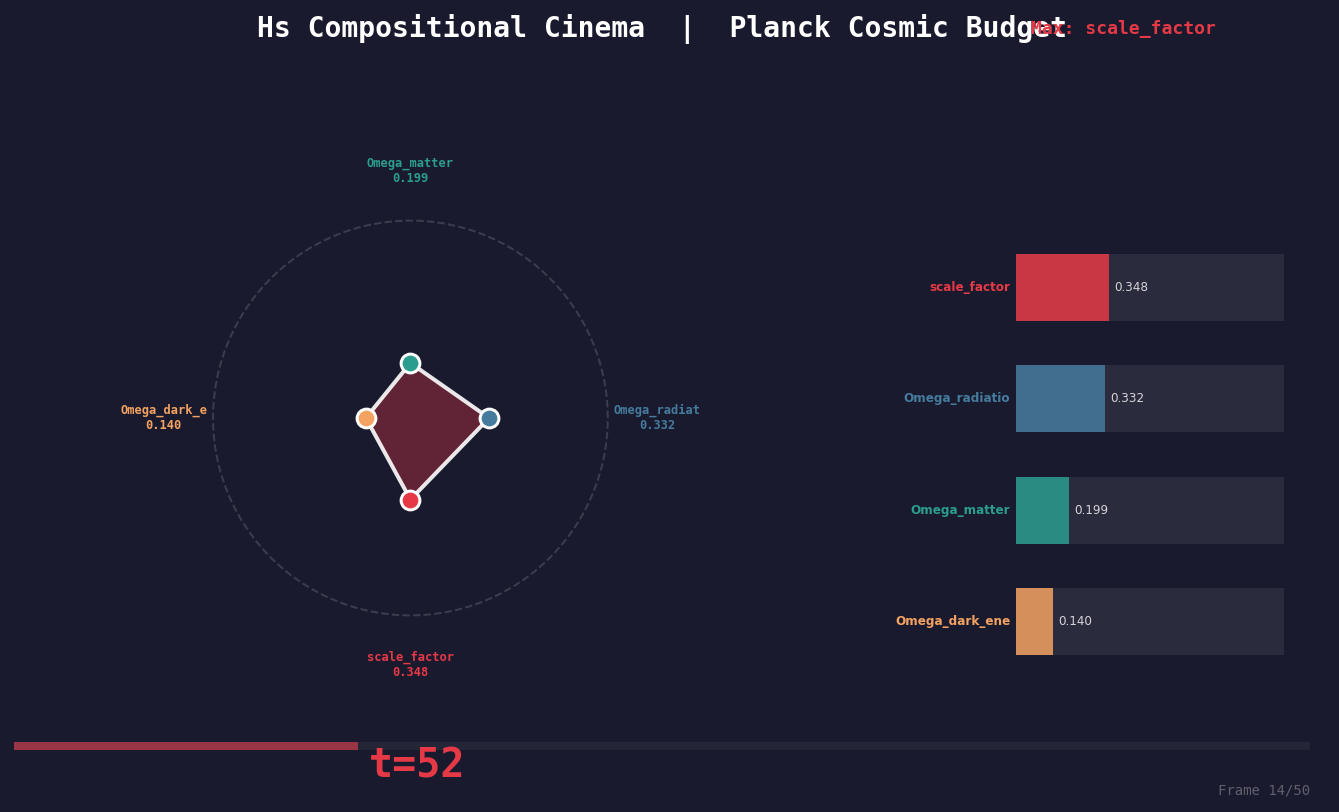 Hs Compositional Cinema | Planck Cosmic Budget
Max: scale_factor
Omega_matter
0.199
Omega_dark_e
0.140
Omega_radiat
0.332
scale_factor
0.348
scale_factor 0.348
Omega_radiatio 0.332
Omega_matter 0.199
Omega_dark_ene 0.140
t=52
Frame 14/50